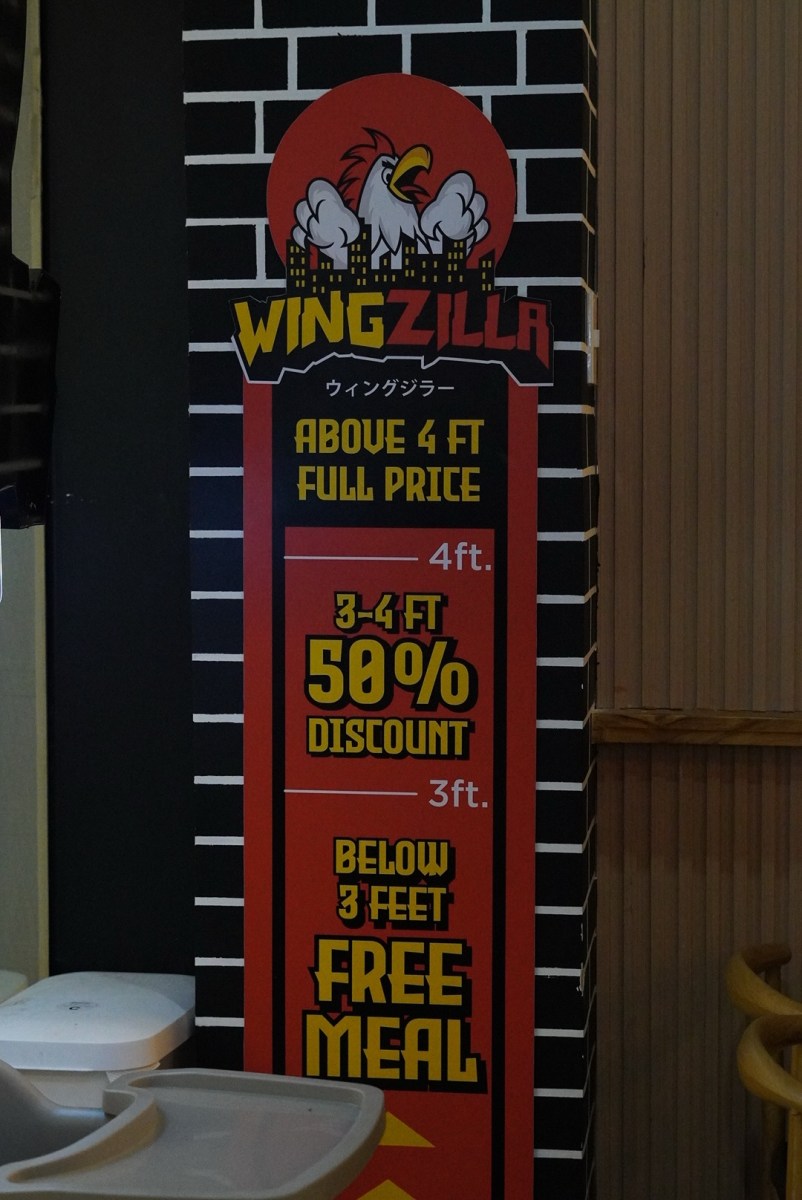 WINGZILLA
ウィングジラー
ABOVE 4 FT
FULL PRICE
4ft.
3-4 FT
50%
DISCOUNT
3ft.
BELOW
3 FEET
FREE
MEAL